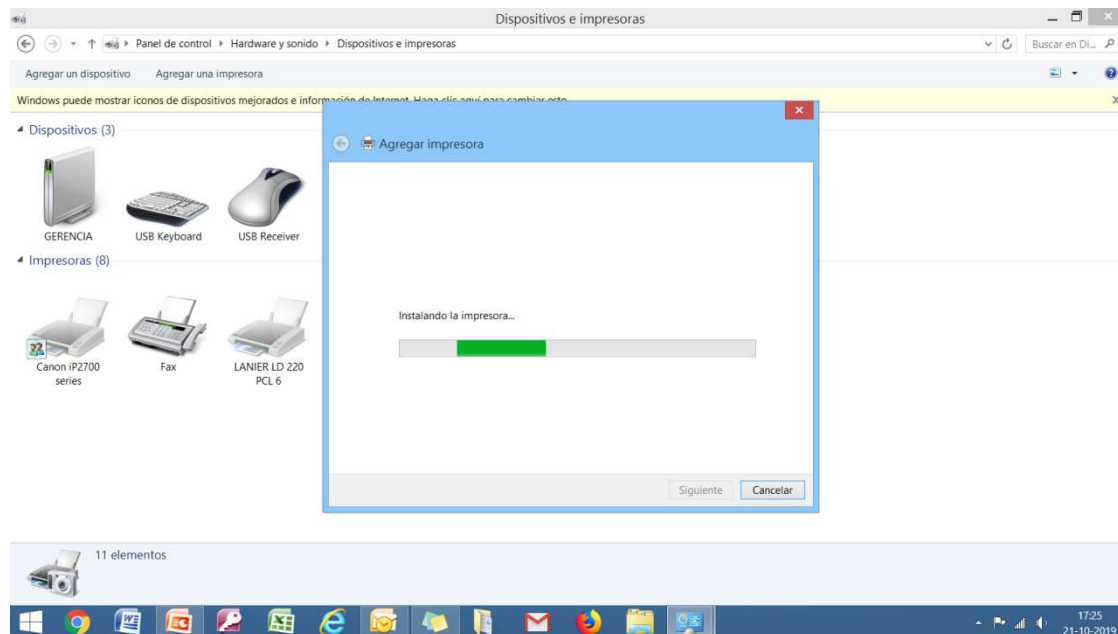 Dispositivos e impresoras
Panel de control Hardware y sonido Dispositivos e impresoras
Buscar en Di...
Agregar un dispositivo Agregar una impresora
Windows puede mostrar iconos de dispositivos mejorados e información de Internet. Haga clic aquí para cambiar esto...
Dispositivos (3)
GERENCIA
USB Keyboard
USB Receiver
Impresoras (8)
Canon iP2700
series
Fax
LANIER LD 220
PCL 6
Agregar impresora
Instalando la impresora...
Siguiente Cancelar
11 elementos
17:25
21-10-2019